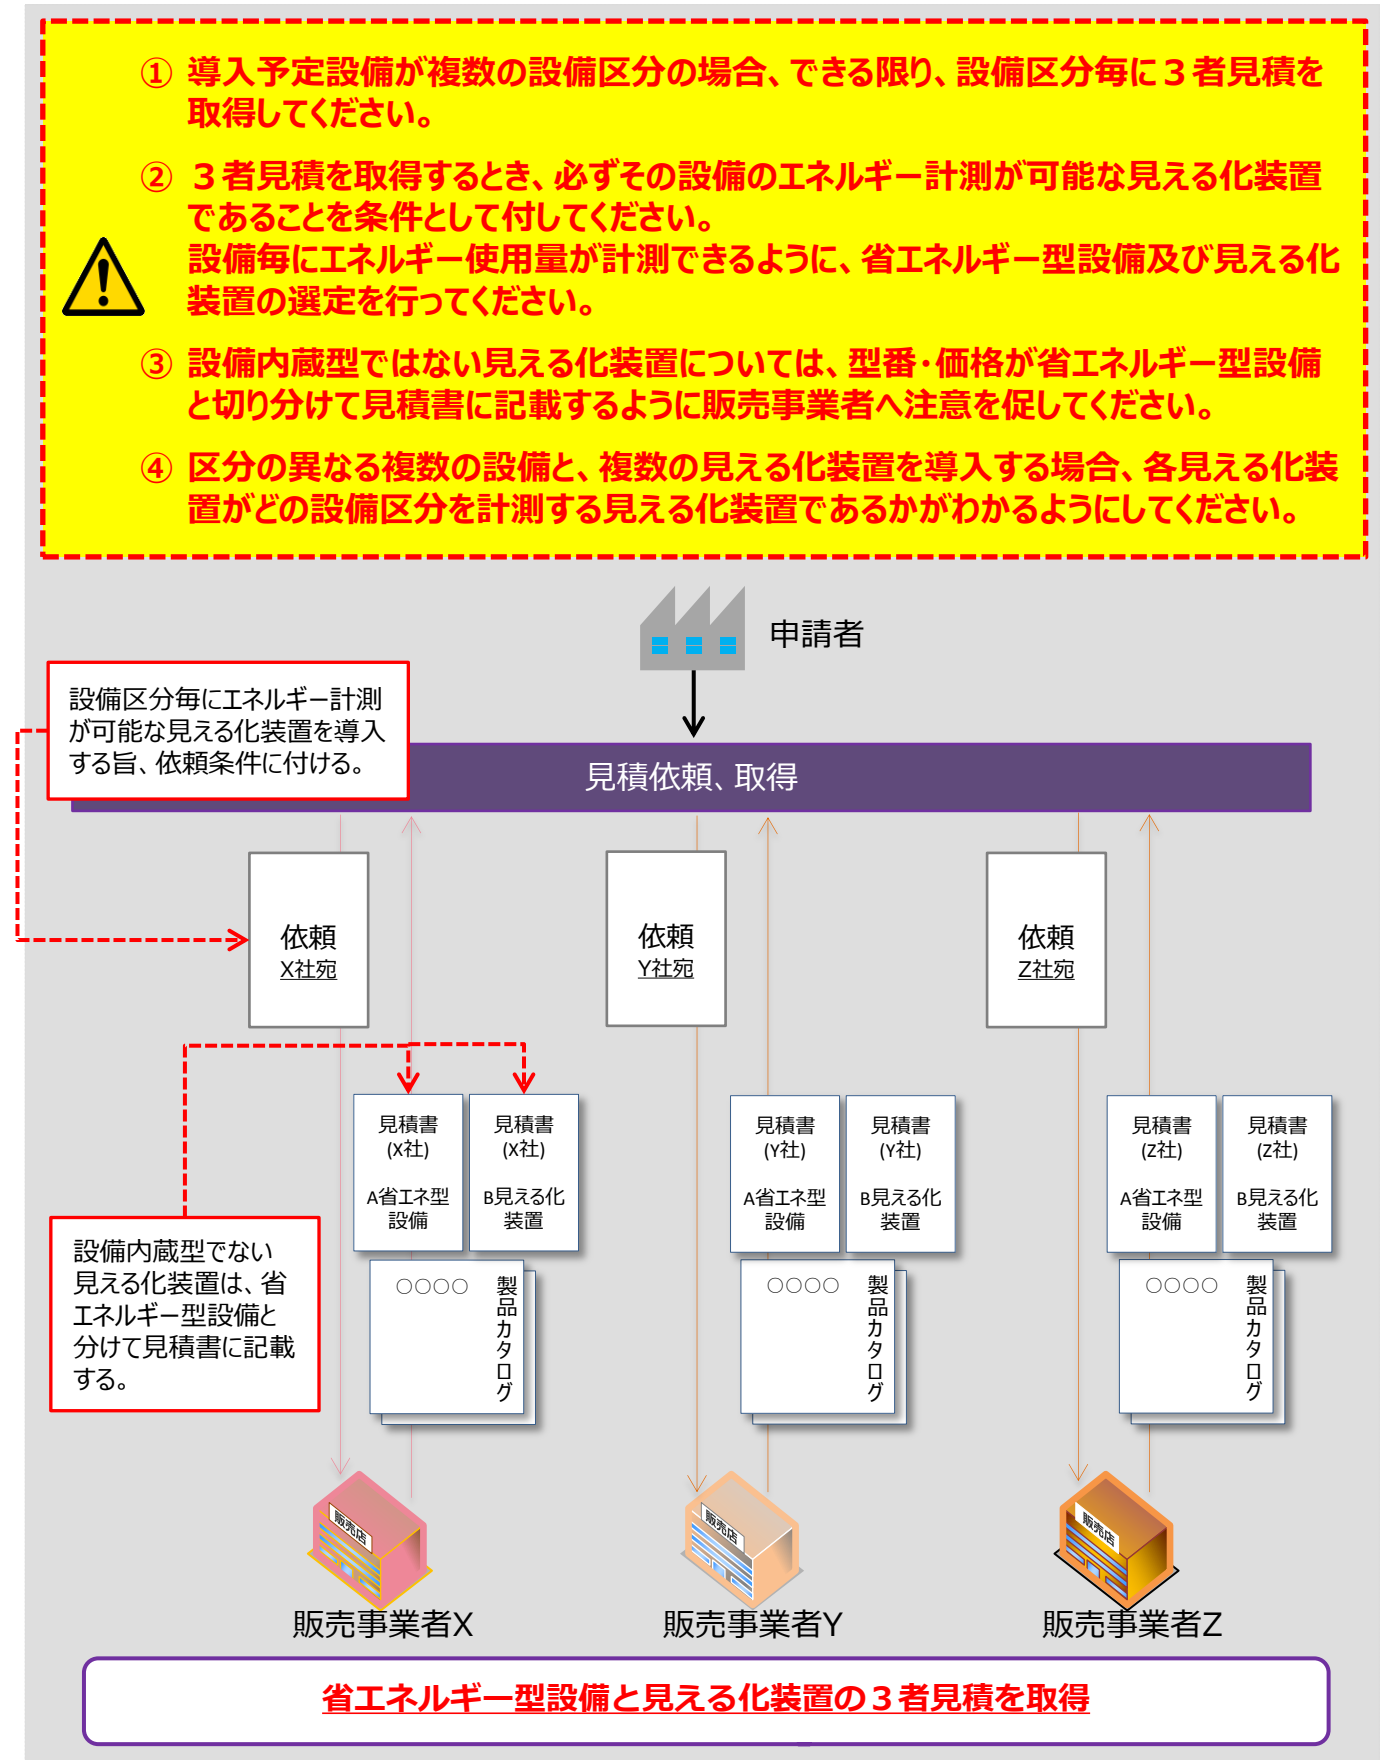 ① 導入予定設備が複数の設備区分の場合、できる限り、設備区分毎に３者見積を
取得してください。
② ３者見積を取得するとき、必ずその設備のエネルギー計測が可能な見える化装置
であることを条件として付してください。
設備毎にエネルギー使用量が計測できるように、省エネルギー型設備及び見える化
装置の選定を行ってください。
③ 設備内蔵型ではない見える化装置については、型番・価格が省エネルギー型設備
と切り分けて見積書に記載するように販売事業者へ注意を促してください。
④ 区分の異なる複数の設備と、複数の見える化装置を導入する場合、各見える化装
置がどの設備区分を計測する見える化装置であるかがわかるようにしてください。
申請者
設備区分毎にエネルギー計測
が可能な見える化装置を導入
する旨、依頼条件に付ける。
見積依頼、取得
依頼
X社宛
依頼
Y社宛
依頼
Z社宛
見積書
(X社)
A省エネ型
設備
見積書
(X社)
B見える化
装置
見積書
(Y社)
A省エネ型
設備
見積書
(Y社)
B見える化
装置
見積書
(Z社)
A省エネ型
設備
見積書
(Z社)
B見える化
装置
設備内蔵型でない
見える化装置は、省
エネルギー型設備と
分けて見積書に記載
する。
○○○○
製品カタログ
○○○○
製品カタログ
○○○○
製品カタログ
販売店
販売店
販売店
販売事業者X
販売事業者Y
販売事業者Z
省エネルギー型設備と見える化装置の３者見積を取得